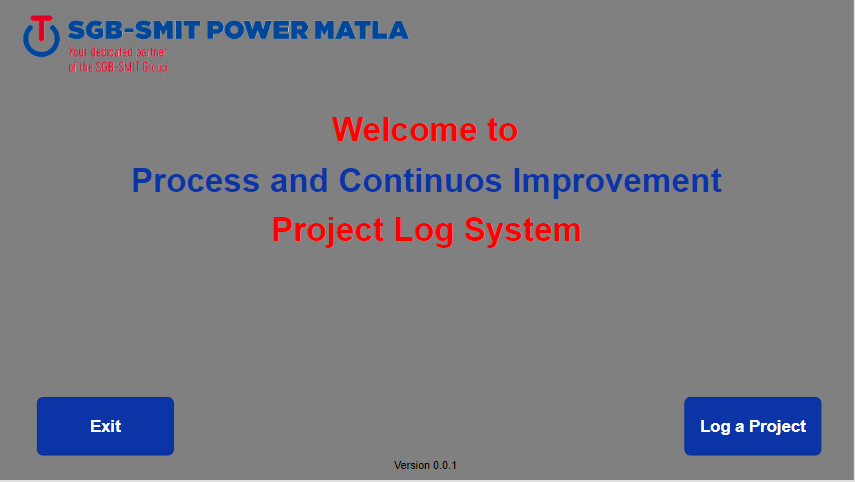 SGB-SMIT POWER MATLA
Your dedicated partner
of the SGB-SMIT Group
Welcome to
Process and Continuos Improvement
Project Log System
Exit
Log a Project
Version 0.0.1